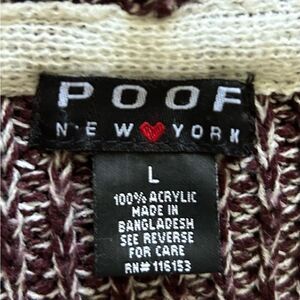 POOF
NEW YORK
L
100% ACRYLIC
MADE IN
BANGLADESH
SEE REVERSE
FOR CARE
RN# 116153